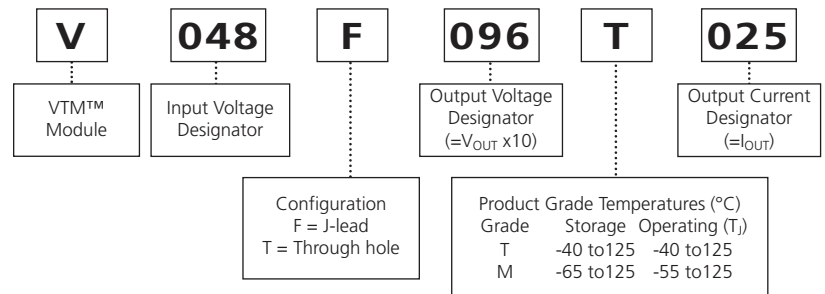 V 048 F 096 T 025
VTM™
Module
Input Voltage
Designator
Output Voltage
Designator
(=VOUT x10)
Output Current
Designator
(=IOUT)
Configuration
F = J-lead
T = Through hole
Product Grade Temperatures (°C)
Grade Storage Operating (TJ)
T -40 to125 -40 to125
M -65 to125 -55 to125